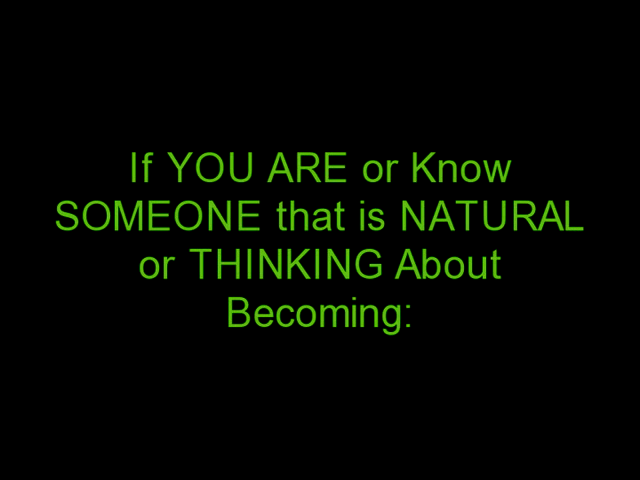 If YOU ARE or Know
SOMEONE that is NATURAL
or THINKING About
Becoming: